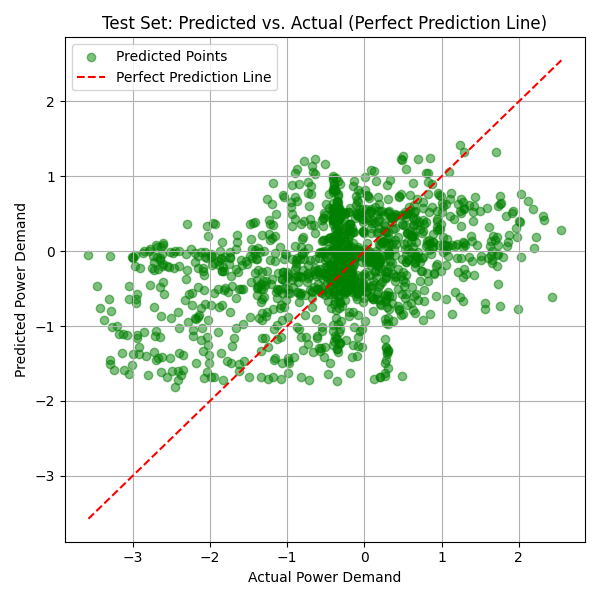 Test Set: Predicted vs. Actual (Perfect Prediction Line)
Predicted Points
Perfect Prediction Line
2
1
0
−1
−2
−3
Predicted Power Demand
−3 −2 −1 0 1 2
Actual Power Demand